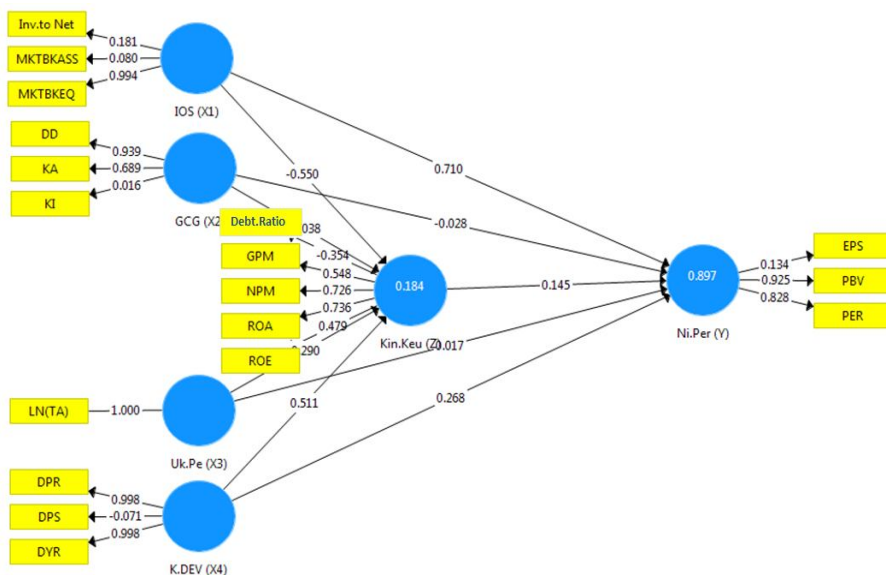 Inv.to Net
0.181
MKTBKASS
0.080
0.994
MKTBKEQ
IOS (X1)
DD
0.939
KA
0.689
0.016
KI
GCG (X2
0.710
-0.550
-0.028
038
Debt.Ratio
-0.354
GPM
0.548
NPM
0.726
0.736
ROA
0.479
ROE
.290
0.184
Kin.Keu (Z)
0.145
0.017
0.897
Ni.Per (Y)
EPS
0.134
PBV
0.925
0.828
PER
LN(TA)
1.000
Uk.Pe (X3)
0.511
0.268
DPR
0.998
DPS
-0.071
0.998
DYR
K.DEV (X4)